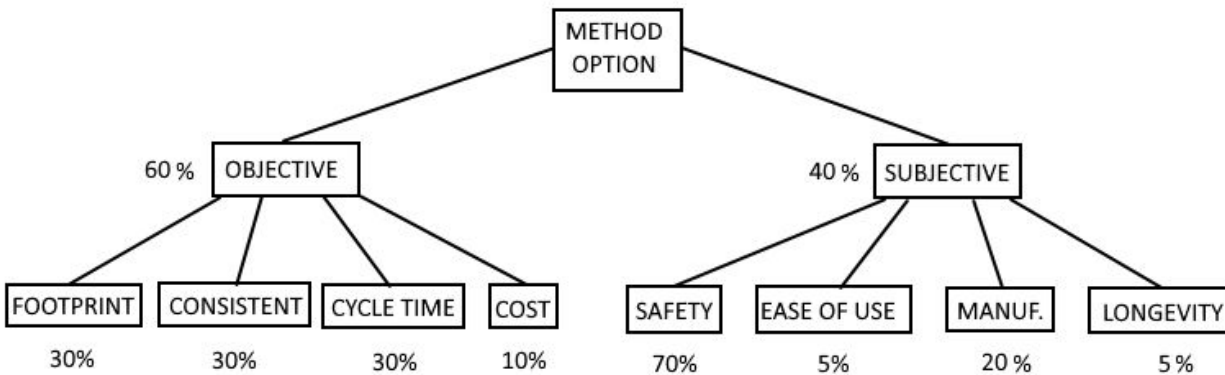 METHOD
OPTION
60 % OBJECTIVE
40 % SUBJECTIVE
FOOTPRINT CONSISTENT CYCLE TIME COST SAFETY EASE OF USE MANUF. LONGEVITY
30% 30% 30% 10% 70% 5% 20 % 5 %